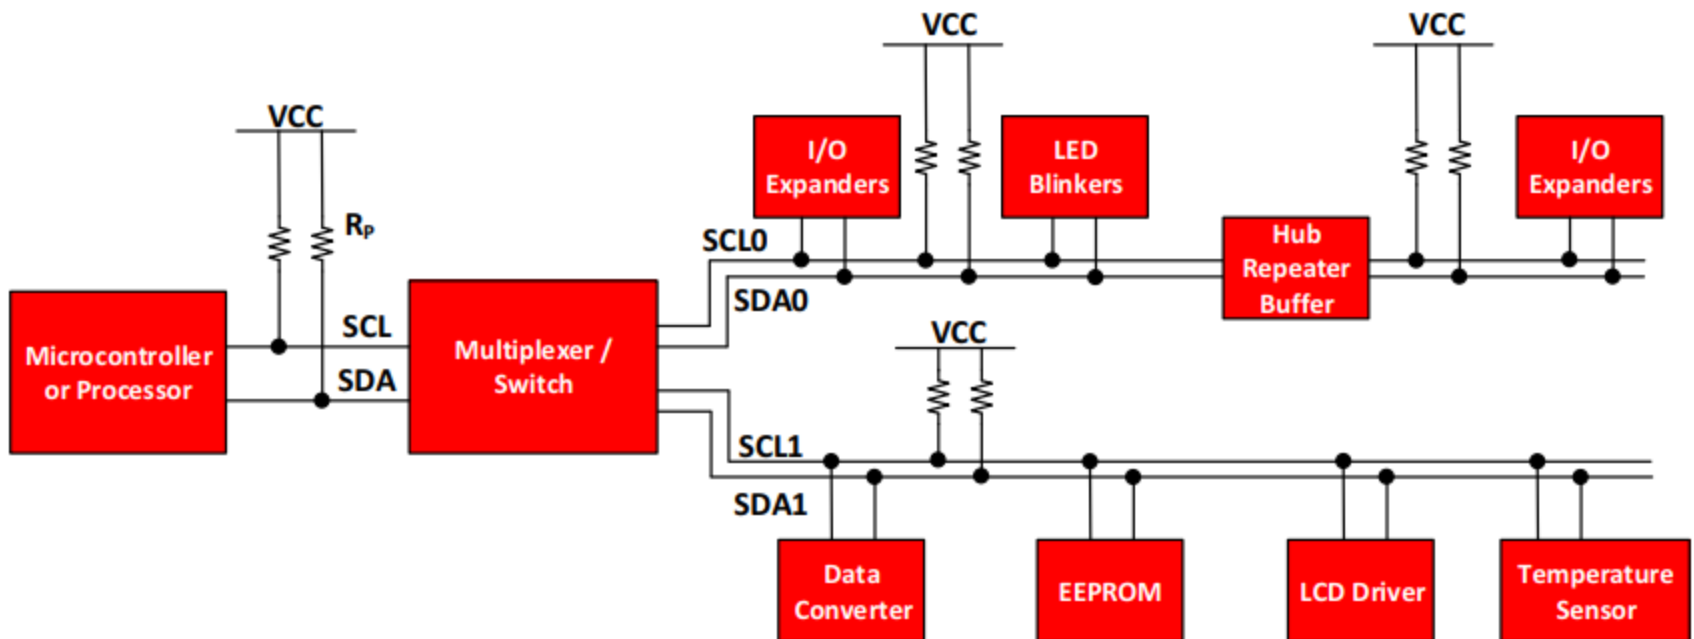 VCC
VCC
VCC
I/O
Expanders
LED
Blinkers
I/O
Expanders
R_P
SCL0
Hub
Repeater
Buffer
SDA0
SCL
Microcontroller
or Processor
SDA
Multiplexer /
Switch
VCC
SCL1
SDA1
Data
Converter
EEPROM
LCD Driver
Temperature
Sensor